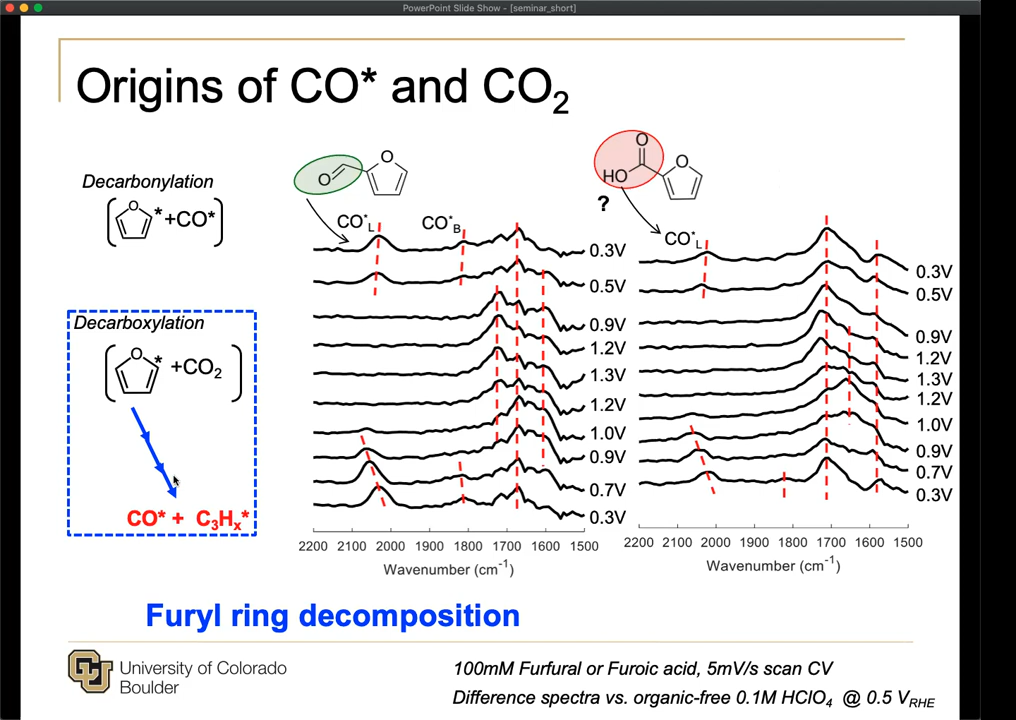 PowerPoint Slide Show - [seminar_short]
Origins of CO* and CO₂
Decarbonylation
O * +CO*
Decarboxylation
O * +CO₂
CO* + C₃Hₓ*
O O
CO*L
CO*B
0.3V
0.5V
0.9V
1.2V
1.3V
1.2V
1.0V
0.9V
0.7V
0.3V
2200 2100 2000 1900 1800 1700 1600 1500
Wavenumber (cm⁻¹)
O
HO O
?
CO*L
0.3V
0.5V
0.9V
1.2V
1.3V
1.2V
1.0V
0.9V
0.7V
0.3V
2200 2100 2000 1900 1800 1700 1600 1500
Wavenumber (cm⁻¹)
Furyl ring decomposition
CU
University of Colorado
Boulder
100mM Furfural or Furoic acid, 5mV/s scan CV
Difference spectra vs. organic-free 0.1M HClO₄ @ 0.5 VRHE